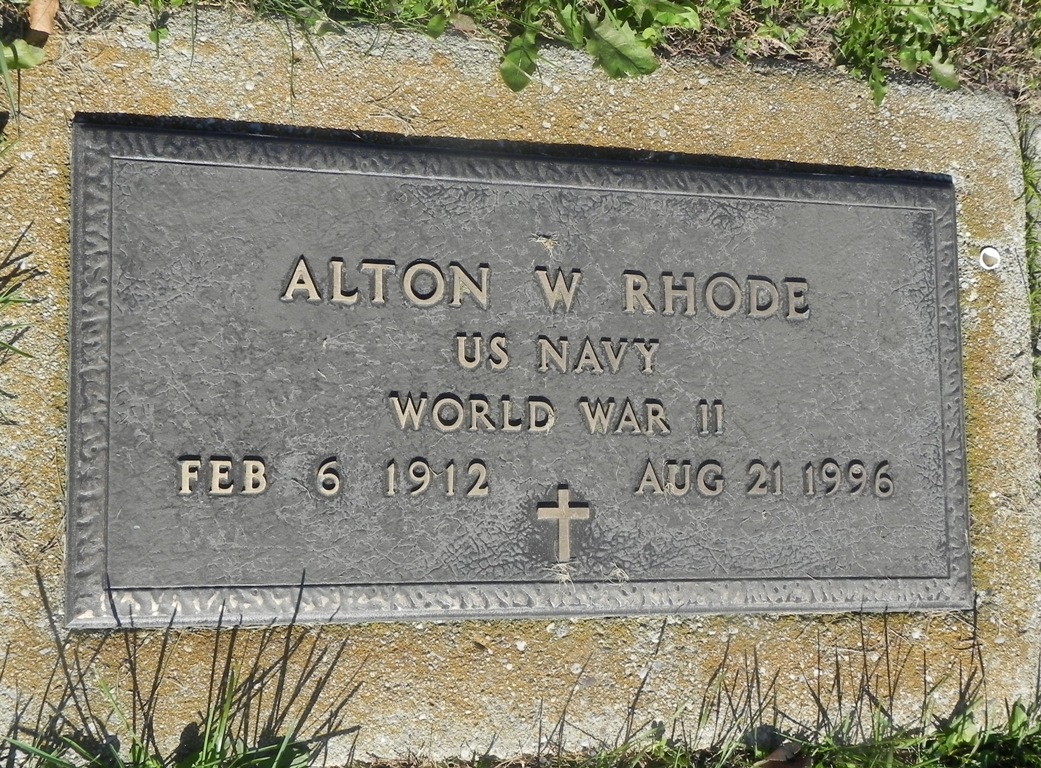 ALTON W RHODE
US NAVY
WORLD WAR II
FEB 6 1912 AUG 21 1996